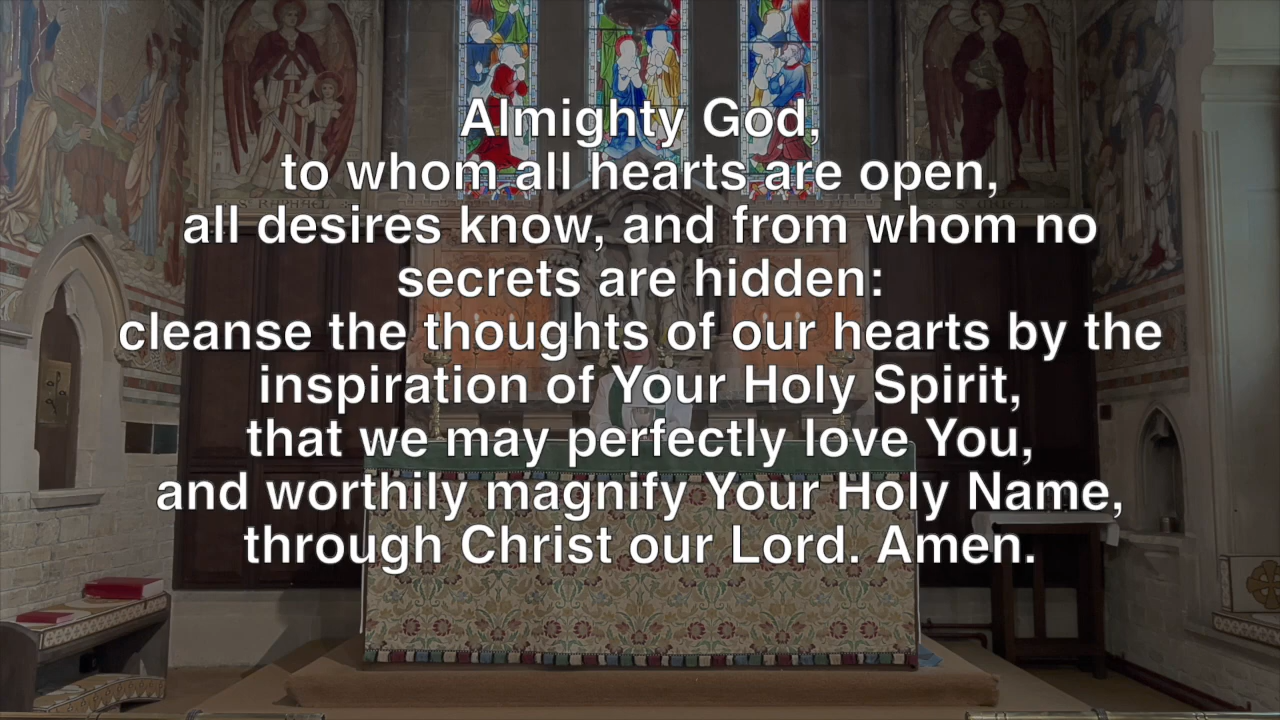 Almighty God,
to whom all hearts are open,
all desires know, and from whom no
secrets are hidden:
cleanse the thoughts of our hearts by the
inspiration of Your Holy Spirit,
that we may perfectly love You,
and worthily magnify Your Holy Name,
through Christ our Lord. Amen.
S RAPHAEL